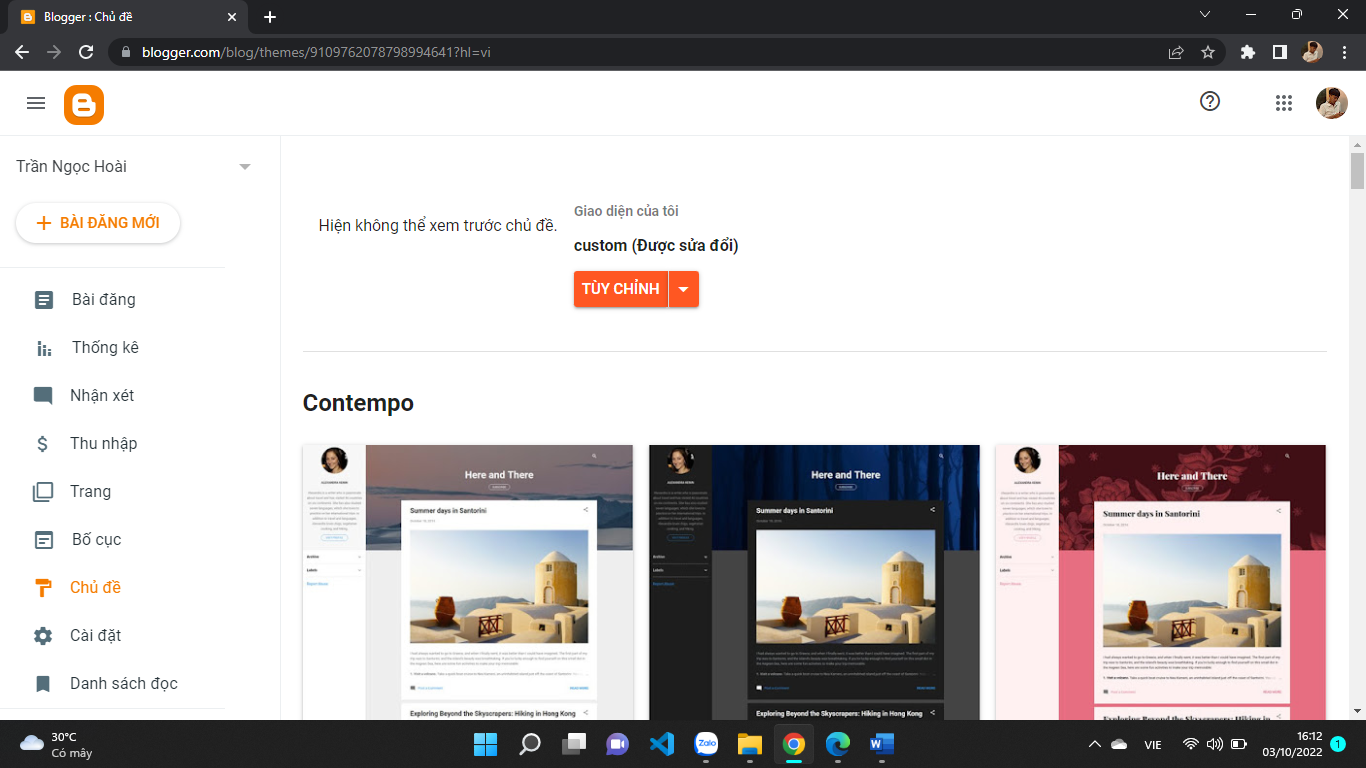 Blogger : Chủ đề
blogger.com/blog/themes/9109762078798994641?hl=vi
Trần Ngọc Hoài
BÀI ĐĂNG MỚI
Bài đăng
Thống kê
Nhận xét
Thu nhập
Trang
Bố cục
Chủ đề
Cài đặt
Danh sách đọc
Hiện không thể xem trước chủ đề.
Giao diện của tôi
custom (Được sửa đổi)
TÙY CHỈNH
Contempo
Here and There
Summer days in Santorini
Exploring Beyond the Skyscrapers: Hiking in Hong Kong
Here and There
Summer days in Santorini
Exploring Beyond the Skyscrapers: Hiking in Hong Kong
Here and There
Summer days in Santorini
Exploring Beyond the Skyscrapers: Hiking in
30°C
Có mây
Zalo
VIE
16:12
03/10/2022
1